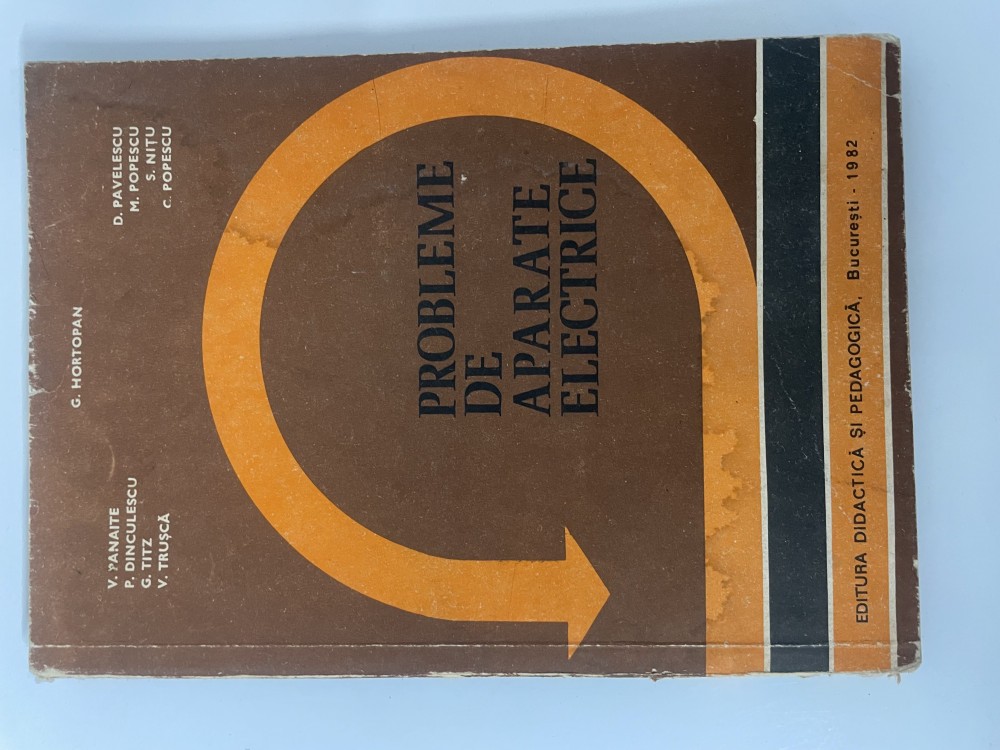 G. HORTOPAN
V. PANAITE
P. DINCULESCU
G. TITZ
V. TRUȘCĂ
D. PAVELESCU
M. POPESCU
S. NIȚU
C. POPESCU
PROBLEME
DE
APARATE
ELECTRICE
EDITURA DIDACTICĂ ȘI PEDAGOGICĂ, București - 1982